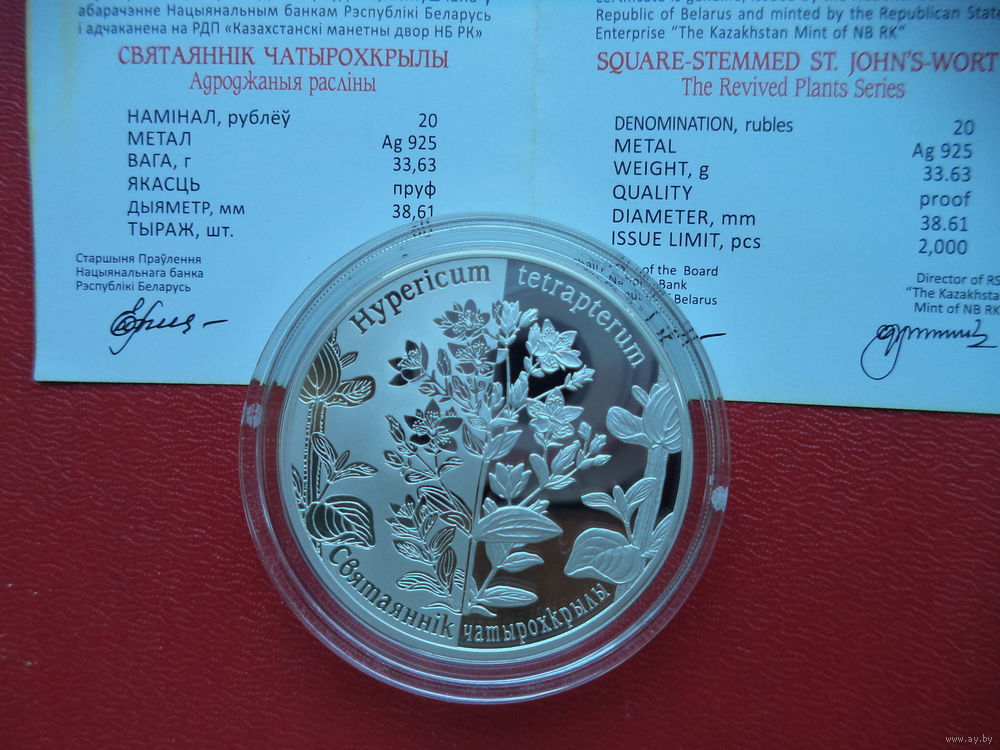 абарачэнне Нацыянальным банкам Рэспублікі Беларусь
і адчаканена на РДП «Казахстанскі манетны двор НБ РК»
СВЯТАЯННІК ЧАТЫРОХКРЫЛЫ
Адроджаныя расліны
НАМІНАЛ, рублёў 20
МЕТАЛ Ag 925
ВАГА, г 33,63
ЯКАСЦЬ пруф
ДЫЯМЕТР, мм 38,61
ТЫРАЖ, шт.
Старшыня Праўлення
Нацыянальнага банка
Рэспублікі Беларусь
Republic of Belarus and minted by the Republican State
Enterprise "The Kazakhstan Mint of NB RK"
SQUARE-STEMMED ST. JOHN'S-WORT
The Revived Plants Series
DENOMINATION, rubles 20
METAL Ag 925
WEIGHT, g 33.63
QUALITY proof
DIAMETER, mm 38.61
ISSUE LIMIT, pcs 2,000
of the Board
Bank
Belarus
Director of RS
"The Kazakhsta
Mint of NB RK
Hypericum tetrapterum
Святаяннік чатырохкрылы
www.ay.by